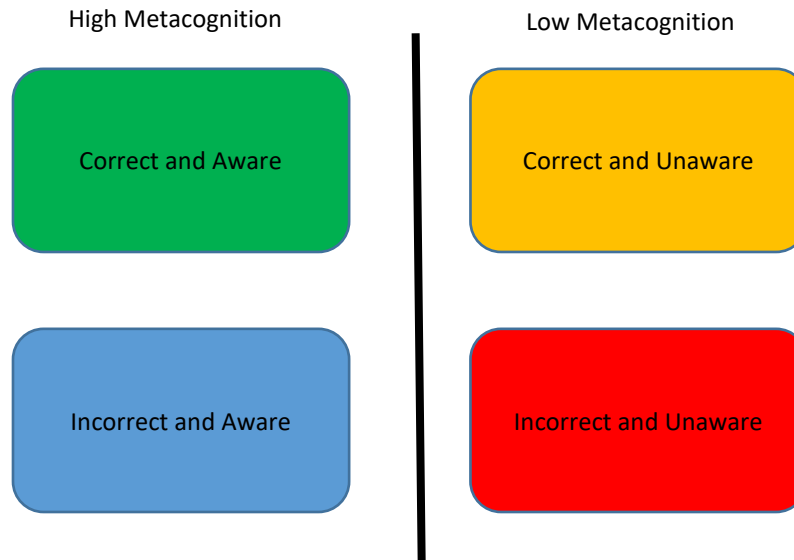 High Metacognition
Low Metacognition
Correct and Aware
Correct and Unaware
Incorrect and Aware
Incorrect and Unaware